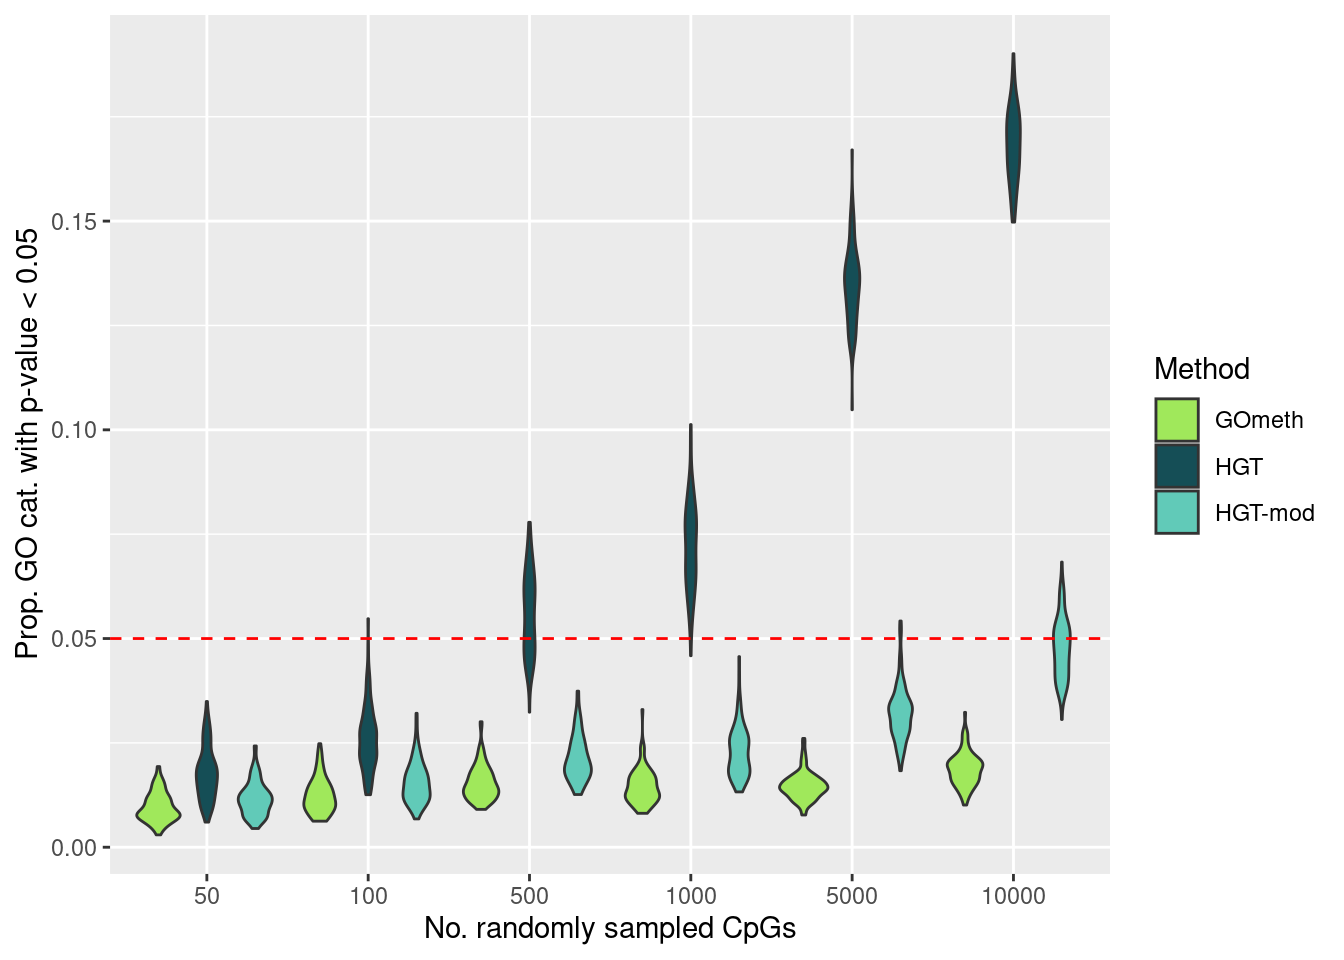 Prop. GO cat. with p-value < 0.05
0.15
0.10
0.05
0.00
50 100 500 1000 5000 10000
No. randomly sampled CpGs
Method
GOmeth
HGT
HGT-mod